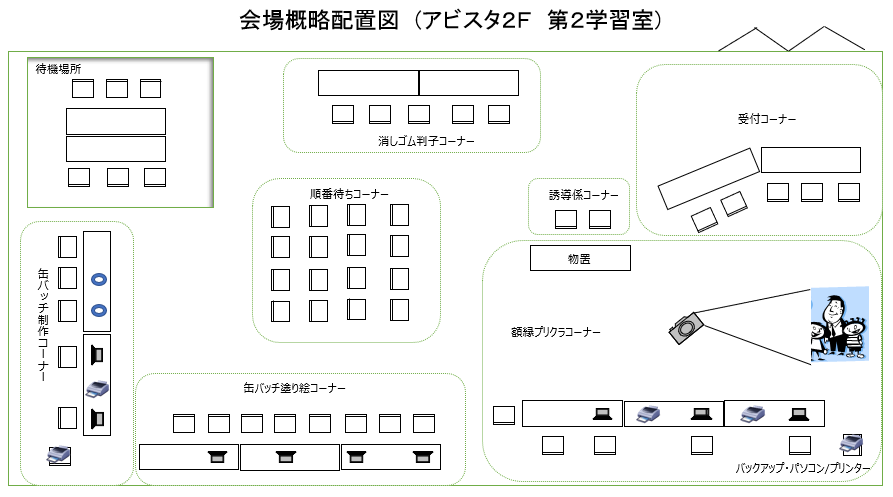 会場概略配置図 （アビスタ２Ｆ 第２学習室）
待機場所
消しゴム判子コーナー
受付コーナー
順番待ちコーナー
誘導係コーナー
物置
缶バッチ制作コーナー
額縁プリクラコーナー
缶バッチ塗り絵コーナー
バックアップ・パソコン/プリンター